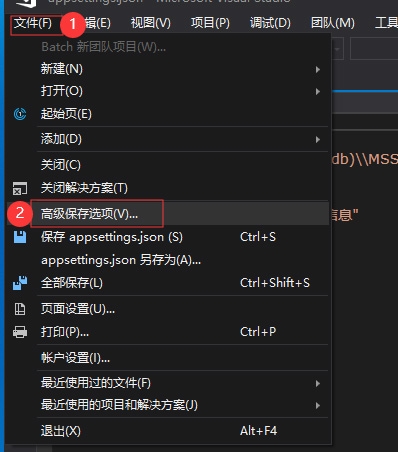 appsettings.json - Microsoft Visual Studio
文件(F) 1 辑(E) 视图(V) 项目(P) 调试(D) 团队(M) 工具
Batch 新团队项目(W)...
新建(N)
打开(O)
起始页(E)
添加(D)
db)\\MSS
关闭(C)
关闭解决方案(T)
2 高级保存选项(V)...
信息"
保存 appsettings.json (S) Ctrl+S
appsettings.json 另存为(A)...
全部保存(L) Ctrl+Shift+S
页面设置(U)...
打印(P)... Ctrl+P
帐户设置(I)...
最近使用过的文件(F)
最近使用的项目和解决方案(J)
退出(X) Alt+F4